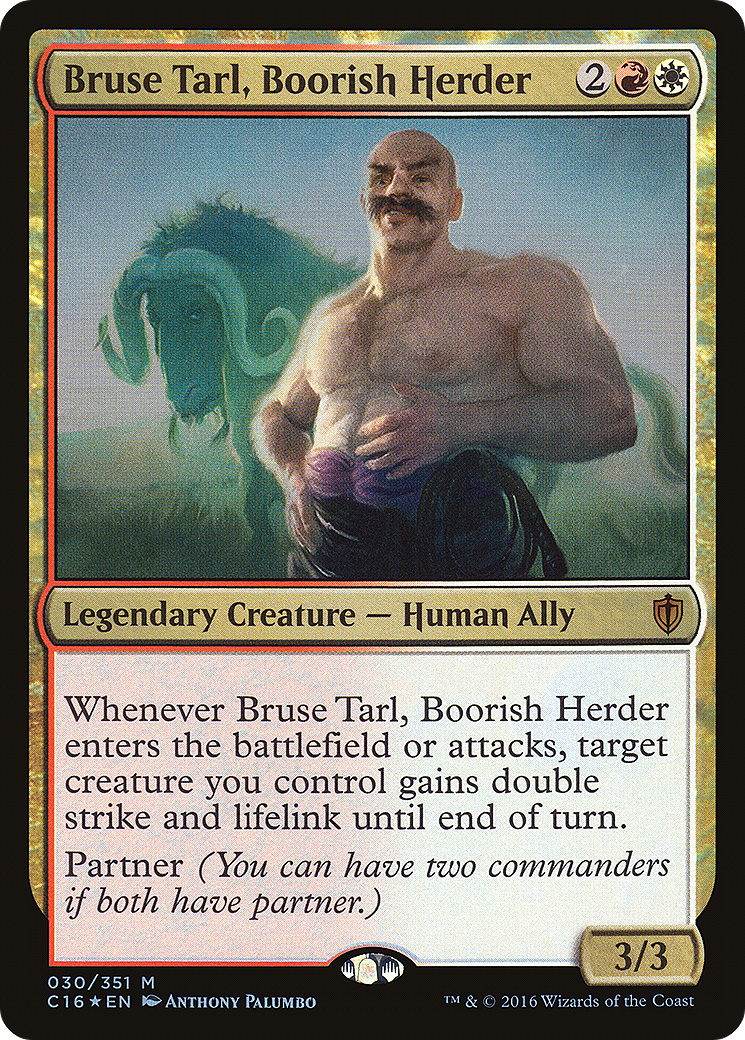 Bruse Tarl, Boorish Herder 2
Legendary Creature — Human Ally
Whenever Bruse Tarl, Boorish Herder
enters the battlefield or attacks, target
creature you control gains double
strike and lifelink until end of turn.
Partner (You can have two commanders
if both have partner.)
3/3
030/351 M
C16★EN Anthony Palumbo
™ & © 2016 Wizards of the Coast